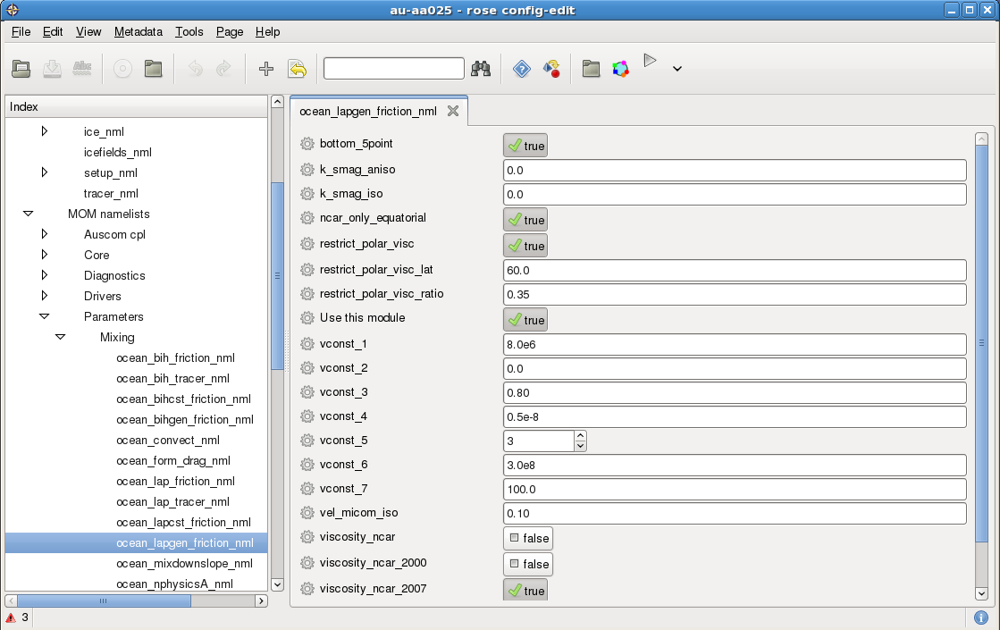 au-aa025 - rose config-edit
File Edit View Metadata Tools Page Help
Abc
Index
ice_nml
icefields_nml
setup_nml
tracer_nml
MOM namelists
Auscom cpl
Core
Diagnostics
Drivers
Parameters
Mixing
ocean_bih_friction_nml
ocean_bih_tracer_nml
ocean_bihcst_friction_nml
ocean_bihgen_friction_nml
ocean_convect_nml
ocean_form_drag_nml
ocean_lap_friction_nml
ocean_lap_tracer_nml
ocean_lapcst_friction_nml
ocean_lapgen_friction_nml
ocean_mixdownslope_nml
ocean_nphysicsA_nml
ocean_lapgen_friction_nml
bottom_5point true
k_smag_aniso 0.0
k_smag_iso 0.0
ncar_only_equatorial true
restrict_polar_visc true
restrict_polar_visc_lat 60.0
restrict_polar_visc_ratio 0.35
Use this module true
vconst_1 8.0e6
vconst_2 0.0
vconst_3 0.80
vconst_4 0.5e-8
vconst_5 3
vconst_6 3.0e8
vconst_7 100.0
vel_micom_iso 0.10
viscosity_ncar false
viscosity_ncar_2000 false
viscosity_ncar_2007 true
3